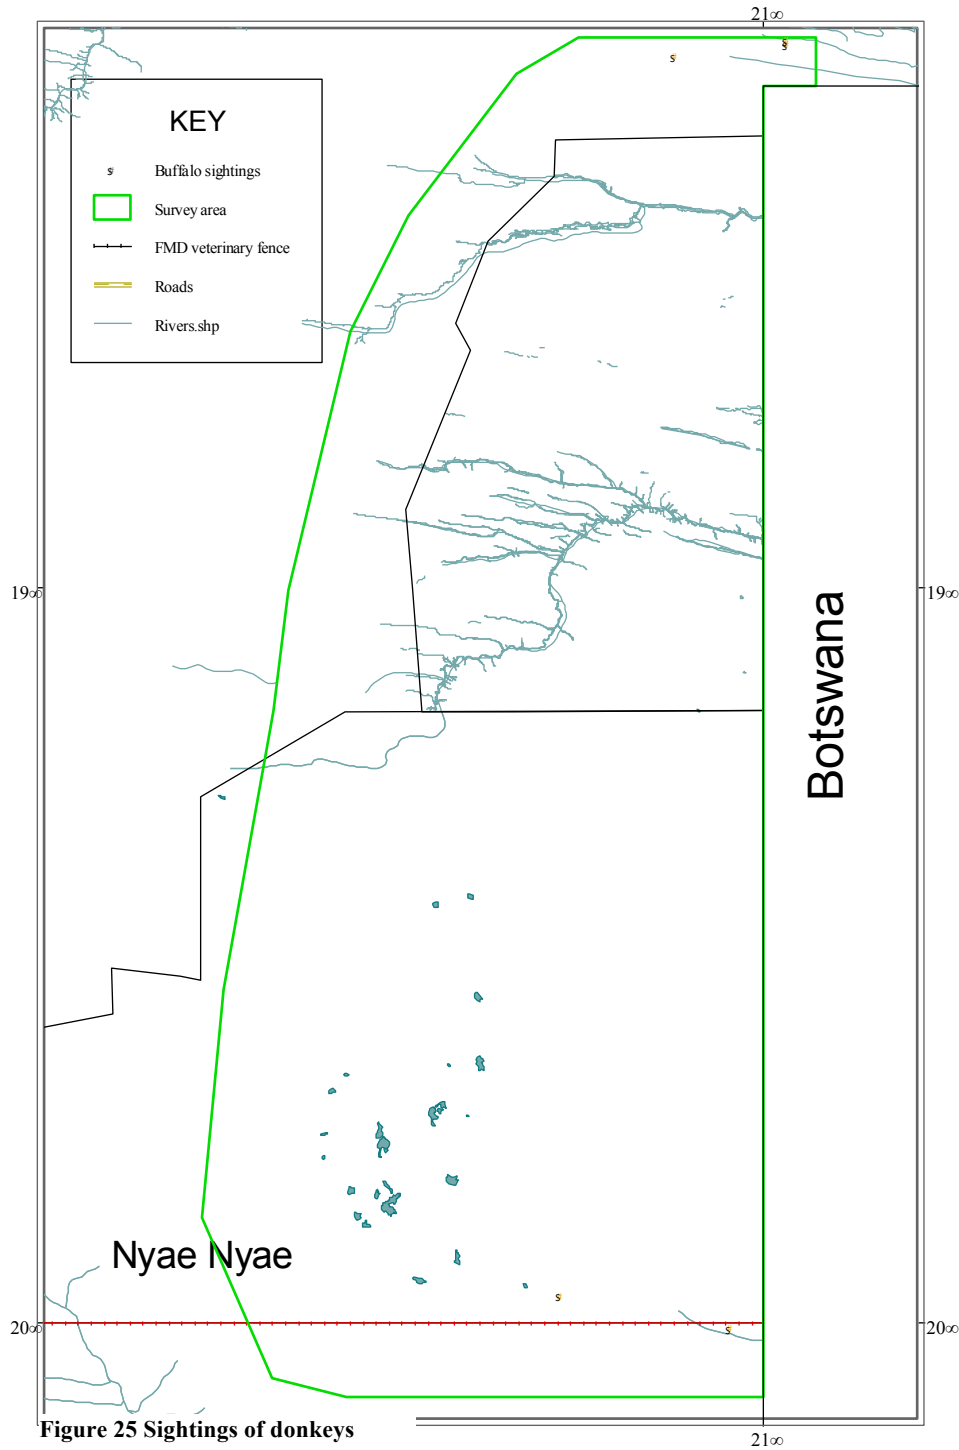 21∞
KEY
s Buffalo sightings
Survey area
FMD veterinary fence
Roads
Rivers.shp
s
s
s
19∞
19∞
Botswana
Nyae Nyae
s
s
20∞
20∞
Figure 25 Sightings of donkeys
21∞